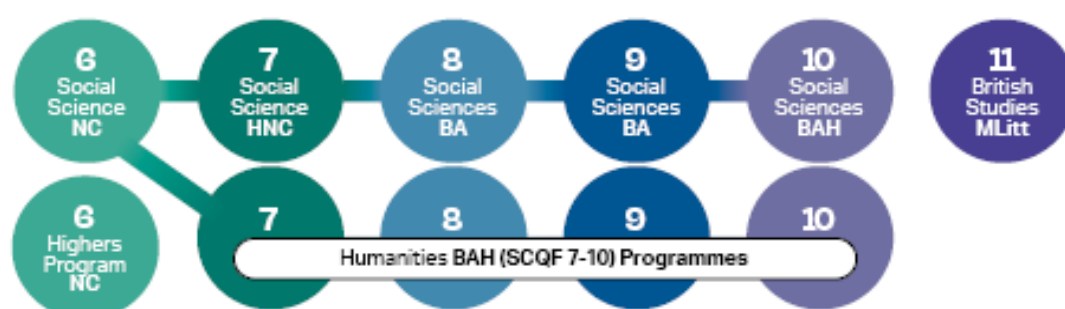 6
Social
Science
NC
7
Social
Science
HNC
8
Social
Sciences
BA
9
Social
Sciences
BA
10
Social
Sciences
BAH
11
British
Studies
MLitt
6
Highers
Program
NC
7
8
9
10
Humanities BAH (SCQF 7-10) Programmes